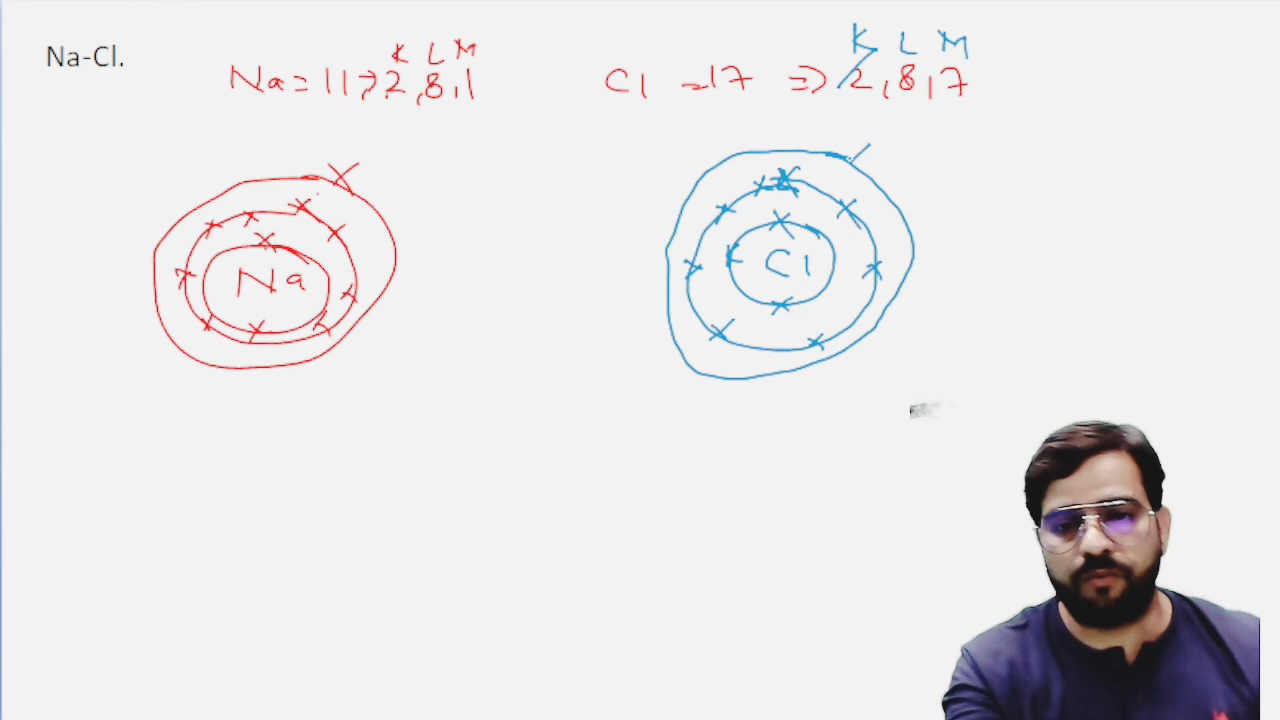 Na-Cl.
K L M
K L M
Na = 11 => 2,8,1
Cl = 17 => 2,8,7
Na
Cl